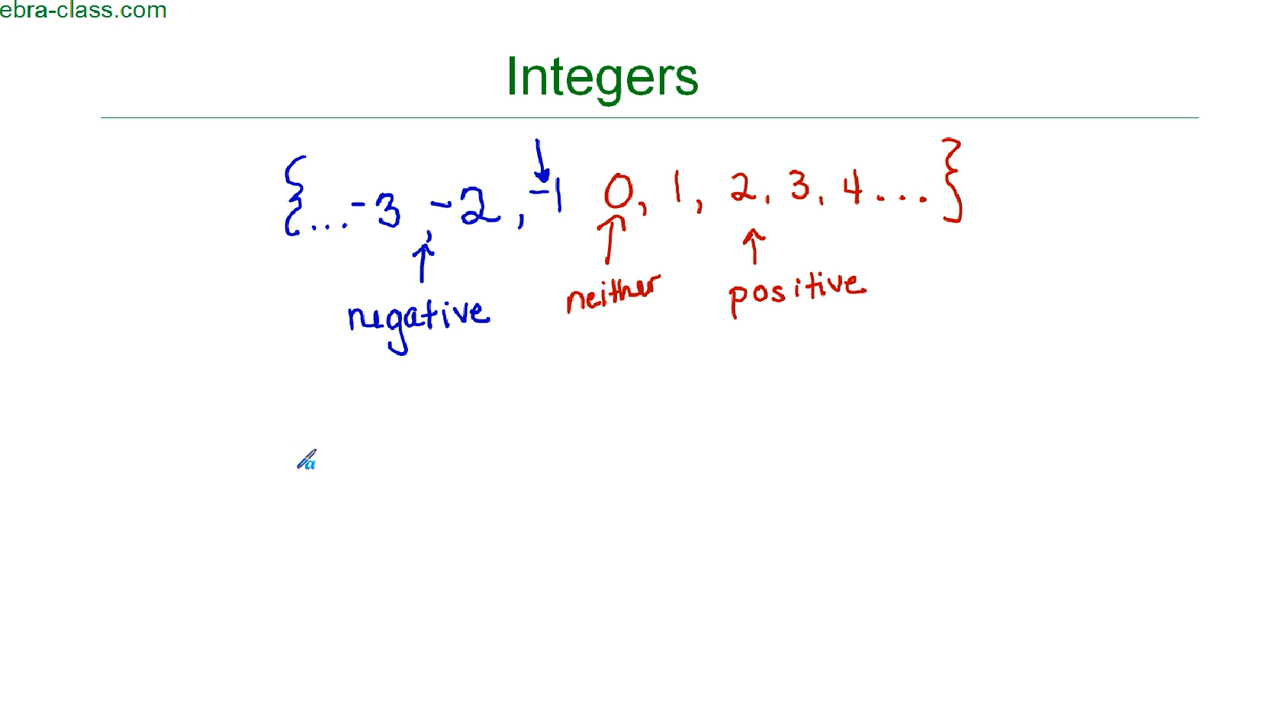 ebra-class.com
Integers
{...-3, -2, -1 0, 1, 2, 3, 4...}
negative neither positive
a